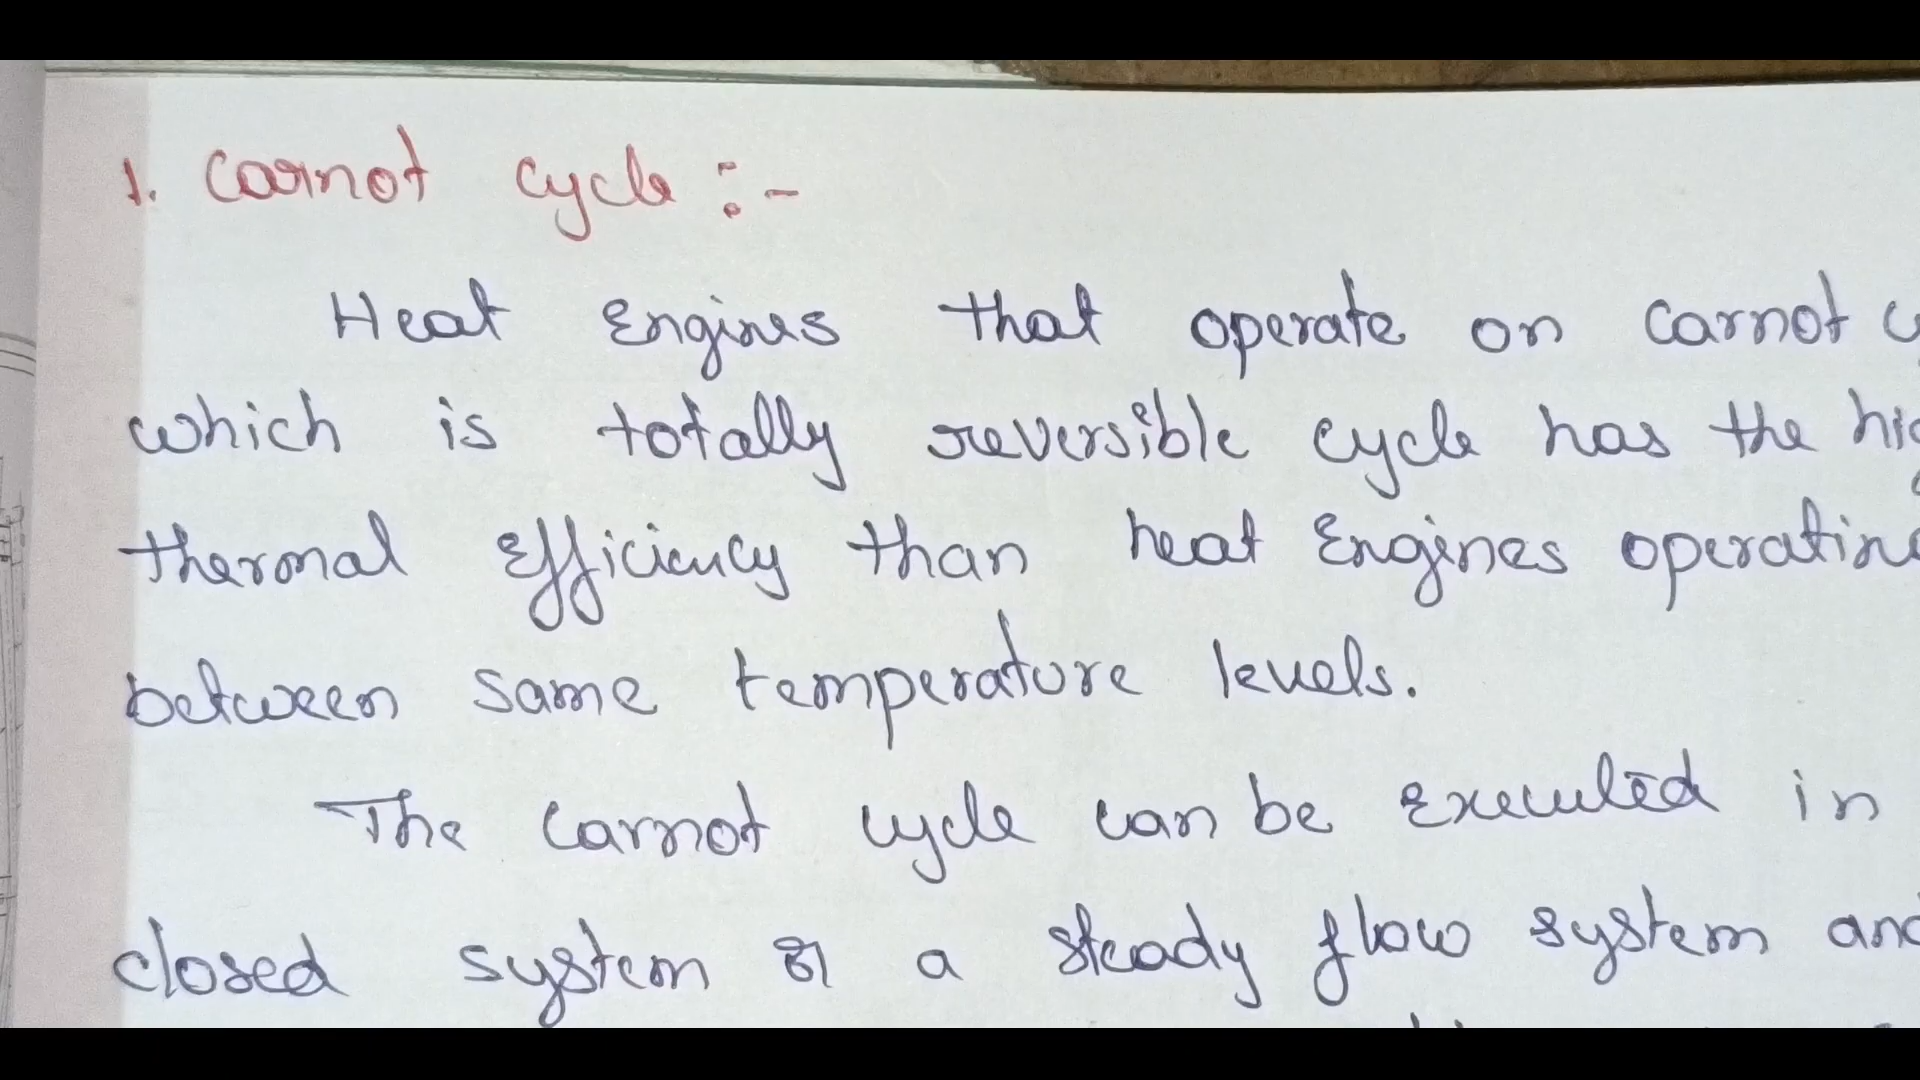 1. Carnot cycle :-
Heat Engines that operate on Carnot
which is totally reversible cycle has the
thermal Efficiency than heat Engines operating
between same temperature levels.
The Carnot cycle can be Executed in
closed system or a steady flow system and